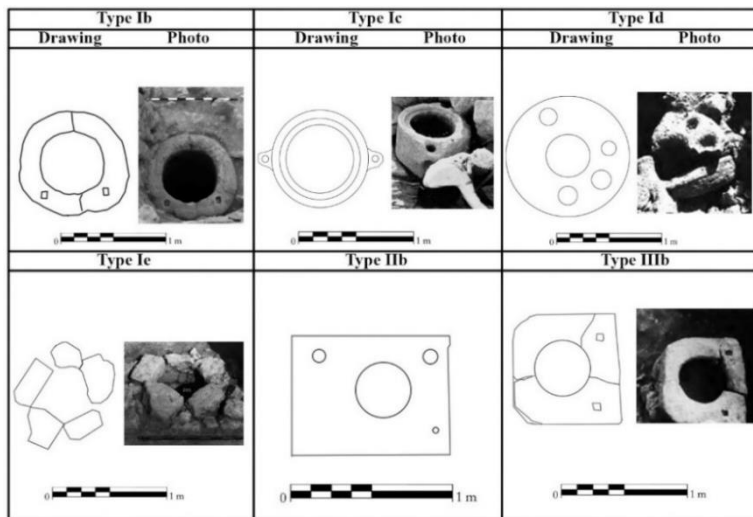 Type Ib Type Ic Type Id
Drawing Photo Drawing Photo Drawing Photo
0 1 m 0 1 m 0 1 m
Type Ie Type IIb Type IIIb
0 1 m 0 1 m 0 1 m